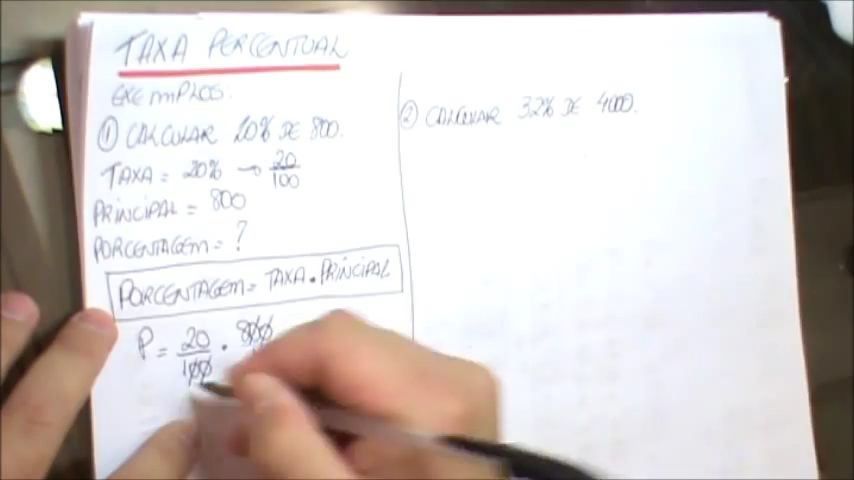 TAXA PERCENTUAL
EXEMPLOS:
① CALCULAR 20% DE 800.
TAXA = 20% → 20/100
PRINCIPAL = 800
PORCENTAGEM = ?
PORCENTAGEM = TAXA . PRINCIPAL
P = 20/100 . 800
② CALCULAR 32% DE 4000.